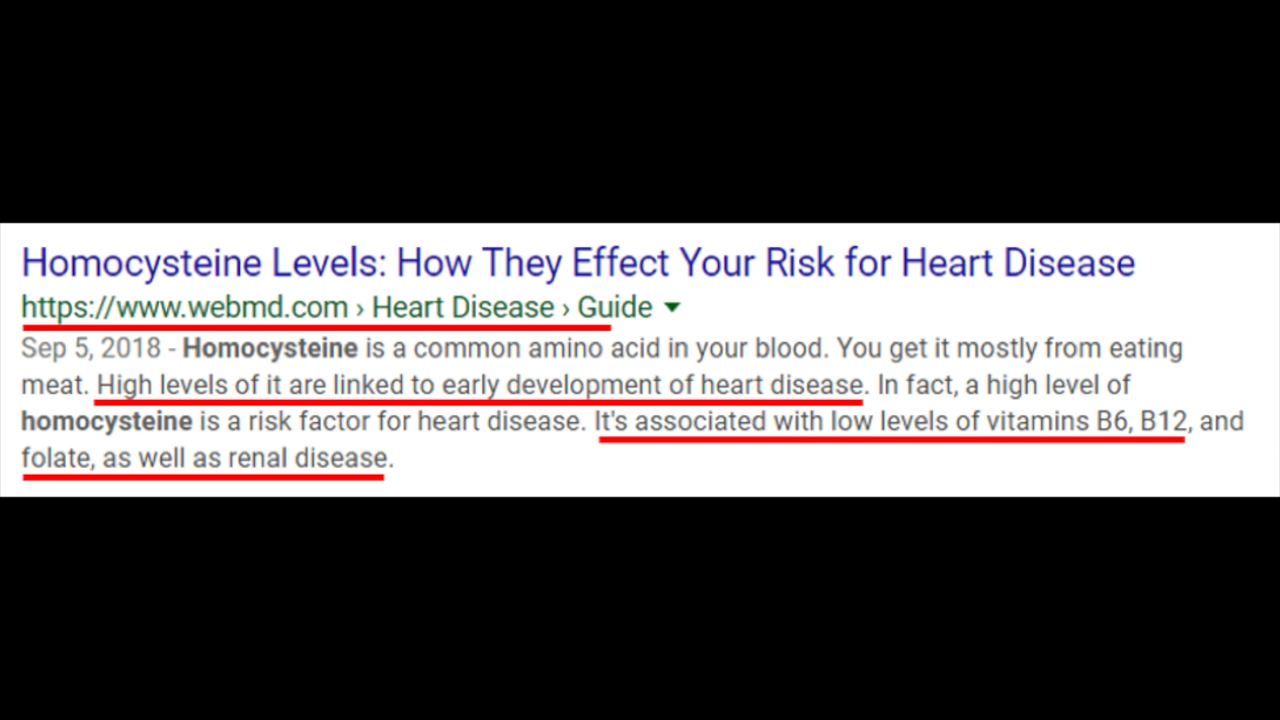 Homocysteine Levels: How They Effect Your Risk for Heart Disease
https://www.webmd.com › Heart Disease › Guide
Sep 5, 2018 - Homocysteine is a common amino acid in your blood. You get it mostly from eating
meat. High levels of it are linked to early development of heart disease. In fact, a high level of
homocysteine is a risk factor for heart disease. It's associated with low levels of vitamins B6, B12, and
folate, as well as renal disease.